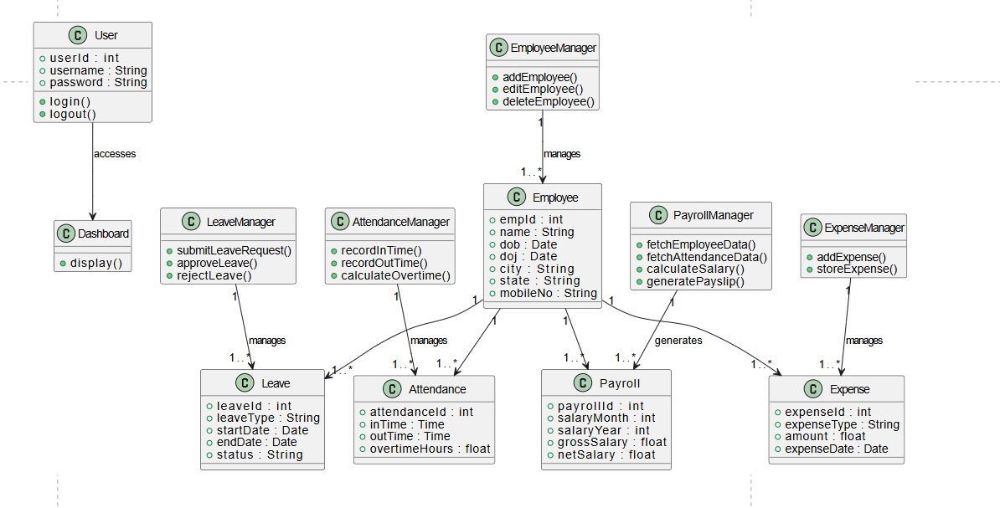 C User
userId : int
username : String
password : String
login()
logout()
accesses
C Dashboard
display()
C EmployeeManager
addEmployee()
editEmployee()
deleteEmployee()
1
manages
1..*
C Employee
empId : int
name : String
dob : Date
doj : Date
city : String
state : String
mobileNo : String
C LeaveManager
submitLeaveRequest()
approveLeave()
rejectLeave()
C AttendanceManager
recordInTime()
recordOutTime()
calculateOvertime()
C PayrollManager
fetchEmployeeData()
fetchAttendanceData()
calculateSalary()
generatePayslip()
C ExpenseManager
addExpense()
storeExpense()
1
1
1
1
1
1
1
1
manages
manages
generates
manages
1..*
1..*
1..*
1..*
1..*
1..*
1..*
1..*
C Leave
leaveId : int
leaveType : String
startDate : Date
endDate : Date
status : String
C Attendance
attendanceId : int
inTime : Time
outTime : Time
overtimeHours : float
C Payroll
payrollId : int
salaryMonth : int
salaryYear : int
grossSalary : float
netSalary : float
C Expense
expenseId : int
expenseType : String
amount : float
expenseDate : Date